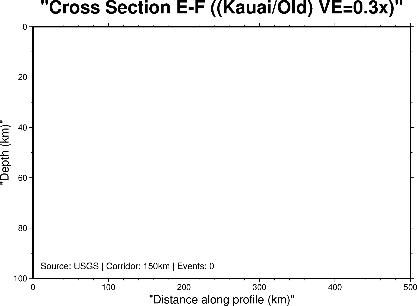 "Cross Section E-F ((Kauai/Old) VE=0.3x)"
0
20
40
60
80
100
"Depth (km)"
Source: USGS | Corridor: 150km | Events: 0
0 100 200 300 400 500
"Distance along profile (km)"